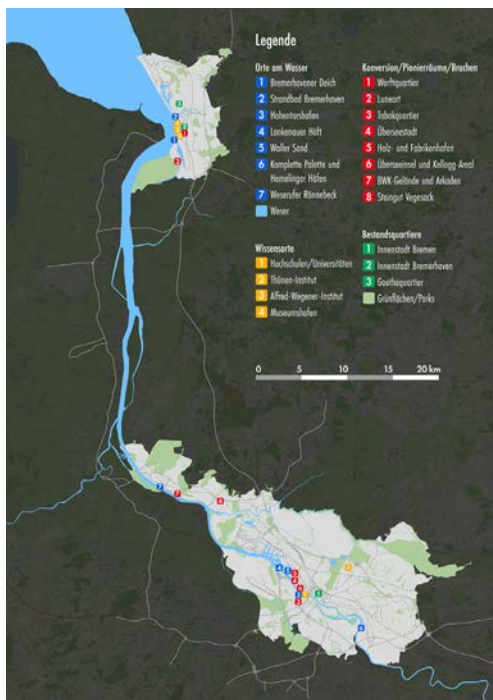 Legende
Orte am Wasser
1 Bremerhavener Deich
2 Strandbad Bremerhaven
3 Hohentorshafen
4 Lankenauer Höft
5 Waller Sand
6 Komplette Palette und
Hemelinger Häfen
7 Weserufer Rönnebeck
Weser
Wissensorte
1 Hochschulen/Universitäten
2 Thünen-Institut
3 Alfred-Wegener-Institut
4 Museumshafen
Konversion/Pionierräume/Brachen
1 Werftquartier
2 Luneart
3 Tabakquartier
4 Überseestadt
5 Holz- und Fabrikenhafen
6 Überseeinsel und Kellogg-Areal
7 BWK-Gelände und Arkaden
8 Steingut Vegesack
Bestandsquartiere
1 Innenstadt Bremen
2 Innenstadt Bremerhaven
3 Goethequartier
Grünflächen/Parks
0 5 10 15 20 km